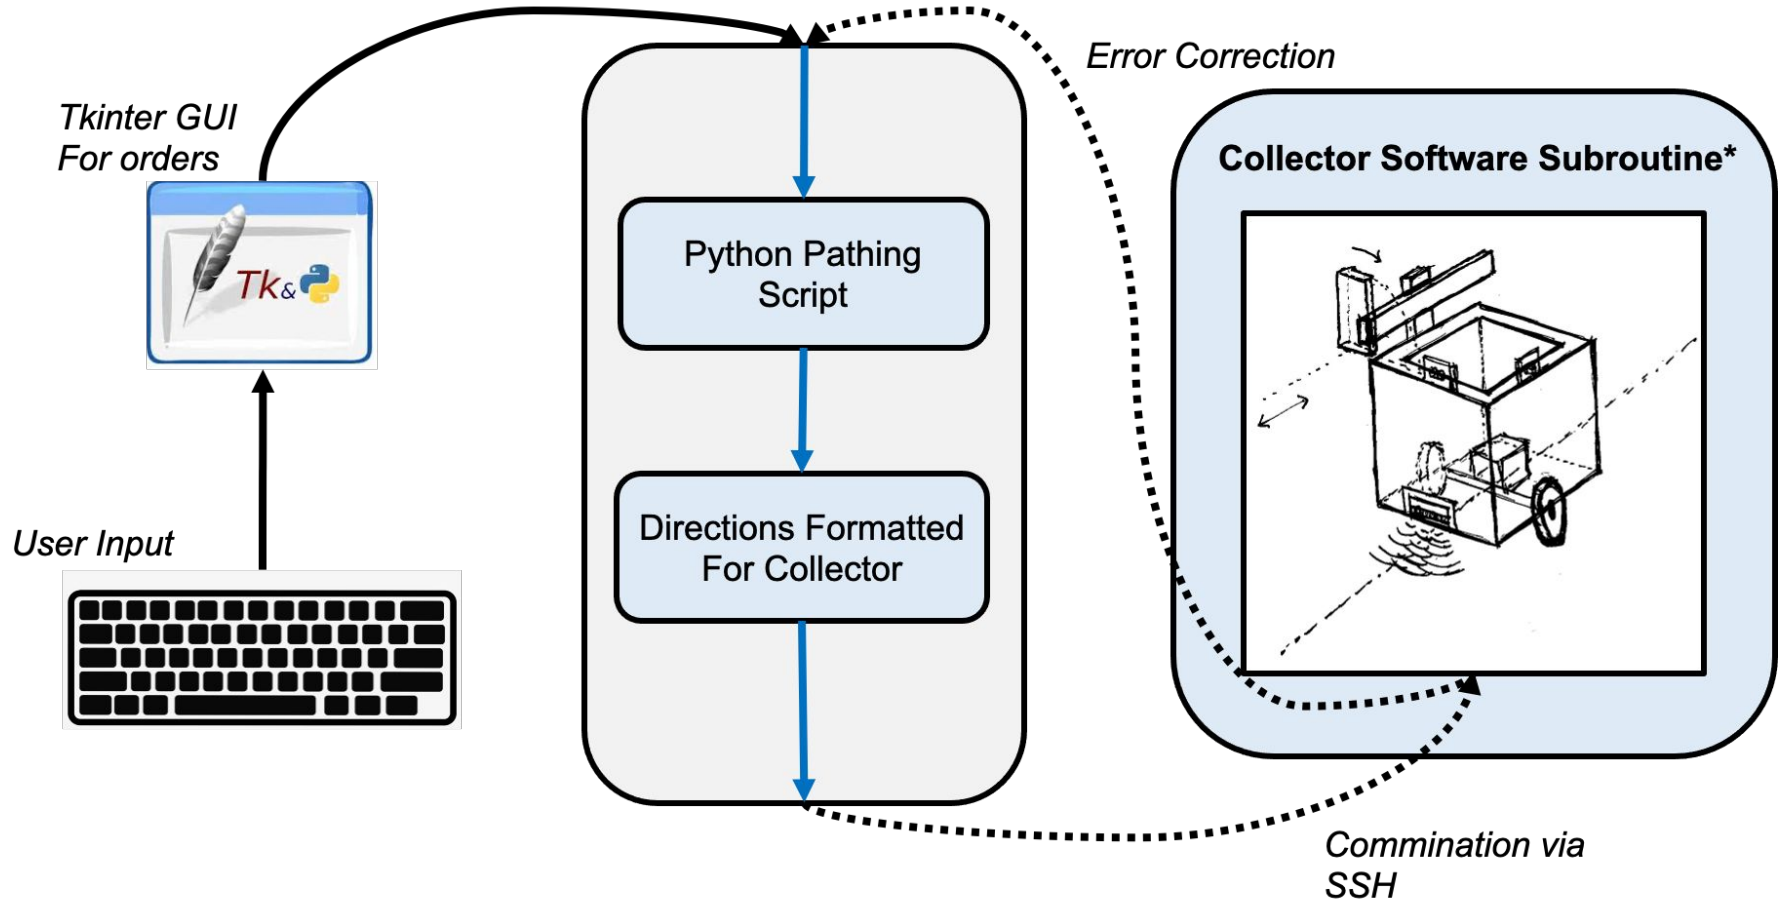 Error Correction
Tkinter GUI
For orders
Collector Software Subroutine*
Python Pathing
Script
Tk&
User Input
Directions Formatted
For Collector
Commination via
SSH